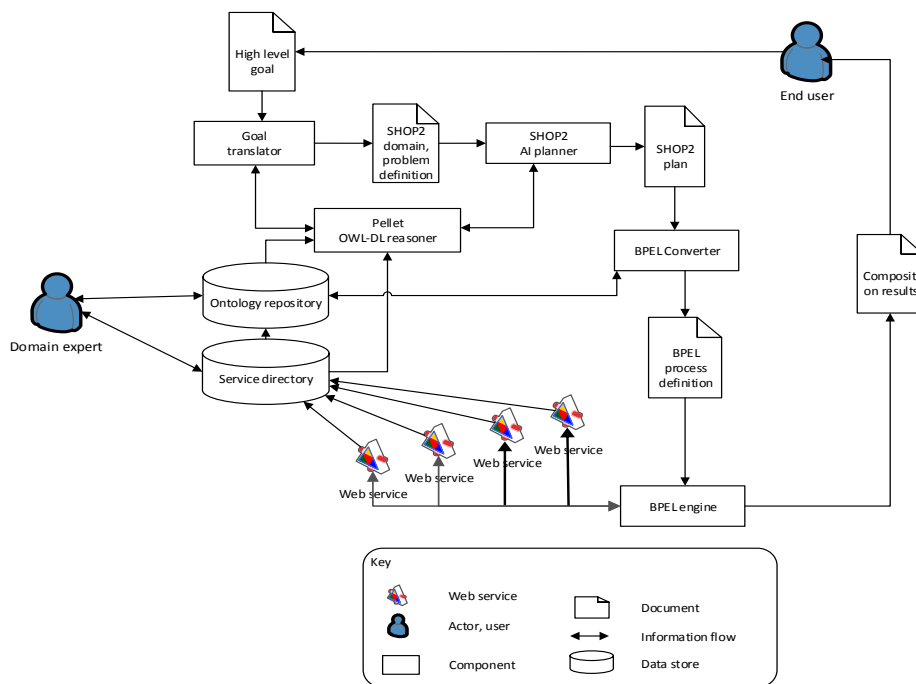 High level
goal
End user
Goal
translator
SHOP2
domain,
problem
definition
SHOP2
AI planner
SHOP2
plan
Pellet
OWL-DL reasoner
BPEL Converter
Ontology repository
Compositi
on results
Domain expert
Service directory
BPEL
process
definition
Web service
Web service
Web service
Web service
BPEL engine
Key
Web service
Document
Actor, user
Information flow
Component
Data store